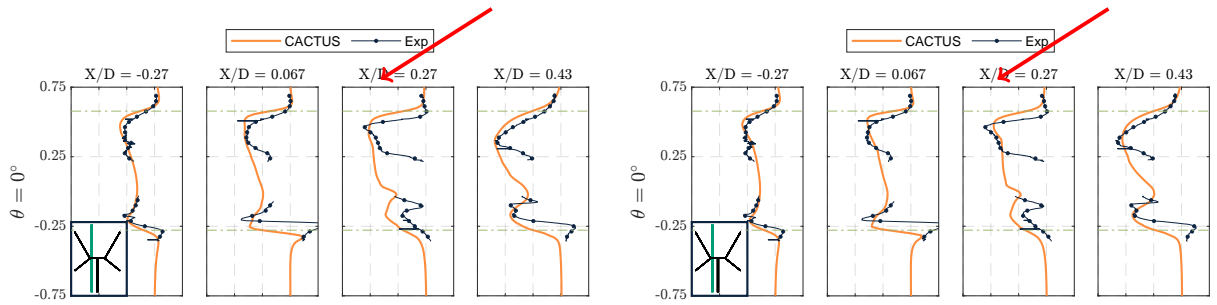 CACTUS Exp CACTUS Exp
X/D = -0.27 X/D = 0.067 X/D = 0.27 X/D = 0.43 X/D = -0.27 X/D = 0.067 X/D = 0.27 X/D = 0.43
0.75 0.75
0.25 0.25
θ = 0° θ = 0°
-0.25 -0.25
-0.75 -0.75